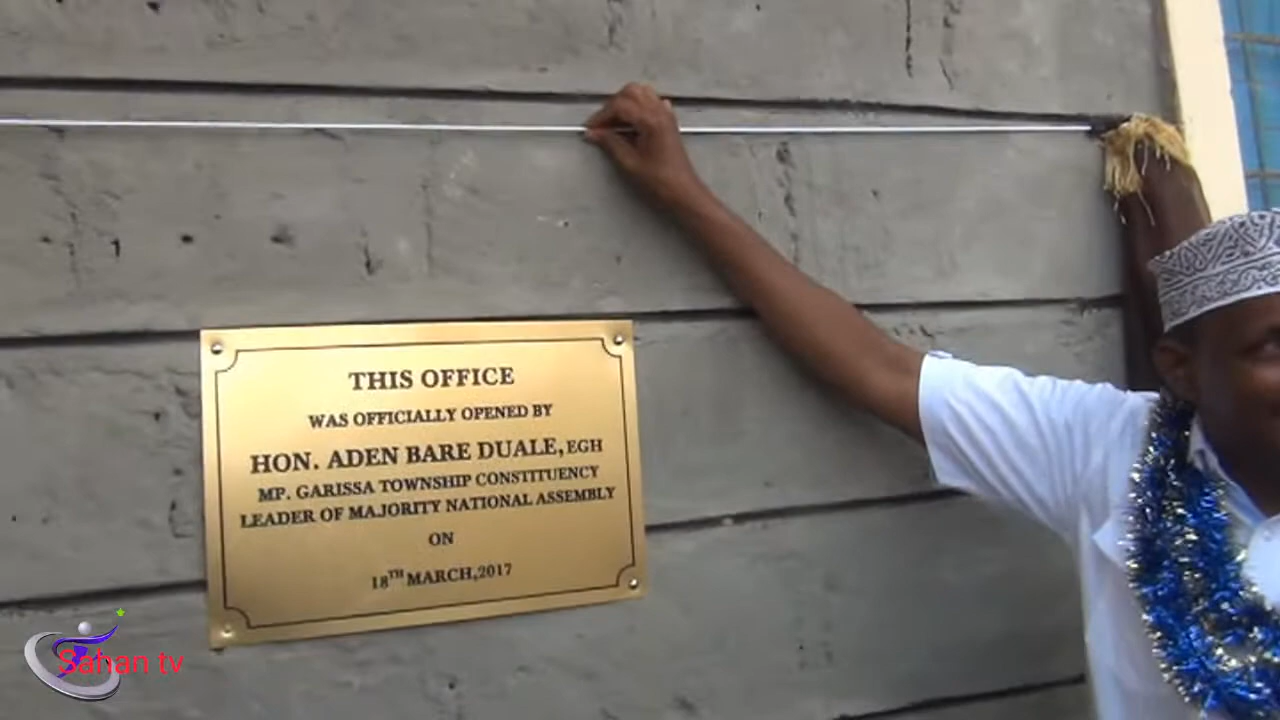 THIS OFFICE
WAS OFFICIALLY OPENED BY
HON. ADEN BARE DUALE, EGH
MP. GARISSA TOWNSHIP CONSTITUENCY
LEADER OF MAJORITY NATIONAL ASSEMBLY
ON
18TH MARCH,2017
Sahan tv